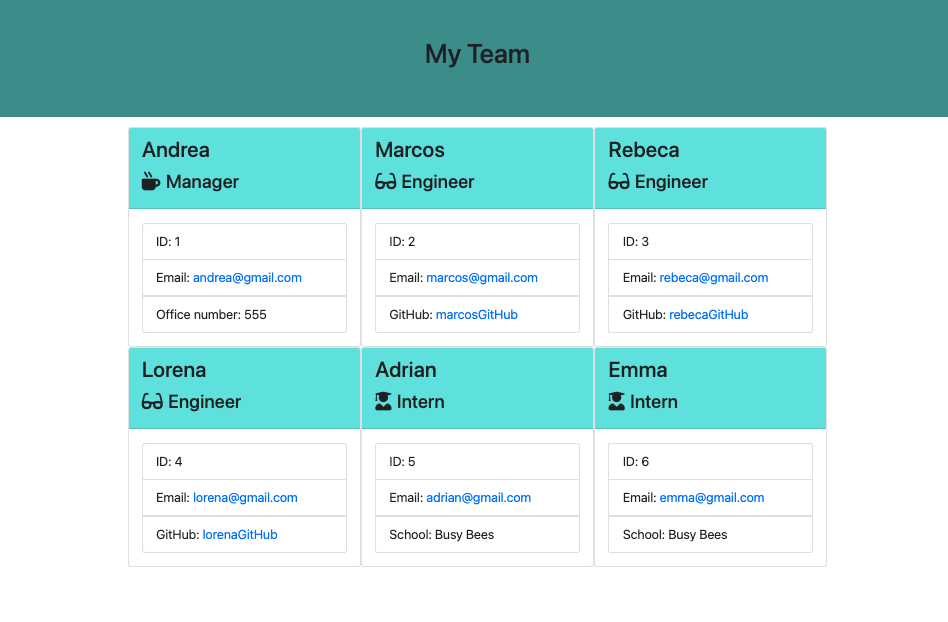 My Team
Andrea
Manager
ID: 1
Email: andrea@gmail.com
Office number: 555
Marcos
Engineer
ID: 2
Email: marcos@gmail.com
GitHub: marcosGitHub
Rebeca
Engineer
ID: 3
Email: rebeca@gmail.com
GitHub: rebecaGitHub
Lorena
Engineer
ID: 4
Email: lorena@gmail.com
GitHub: lorenaGitHub
Adrian
Intern
ID: 5
Email: adrian@gmail.com
School: Busy Bees
Emma
Intern
ID: 6
Email: emma@gmail.com
School: Busy Bees